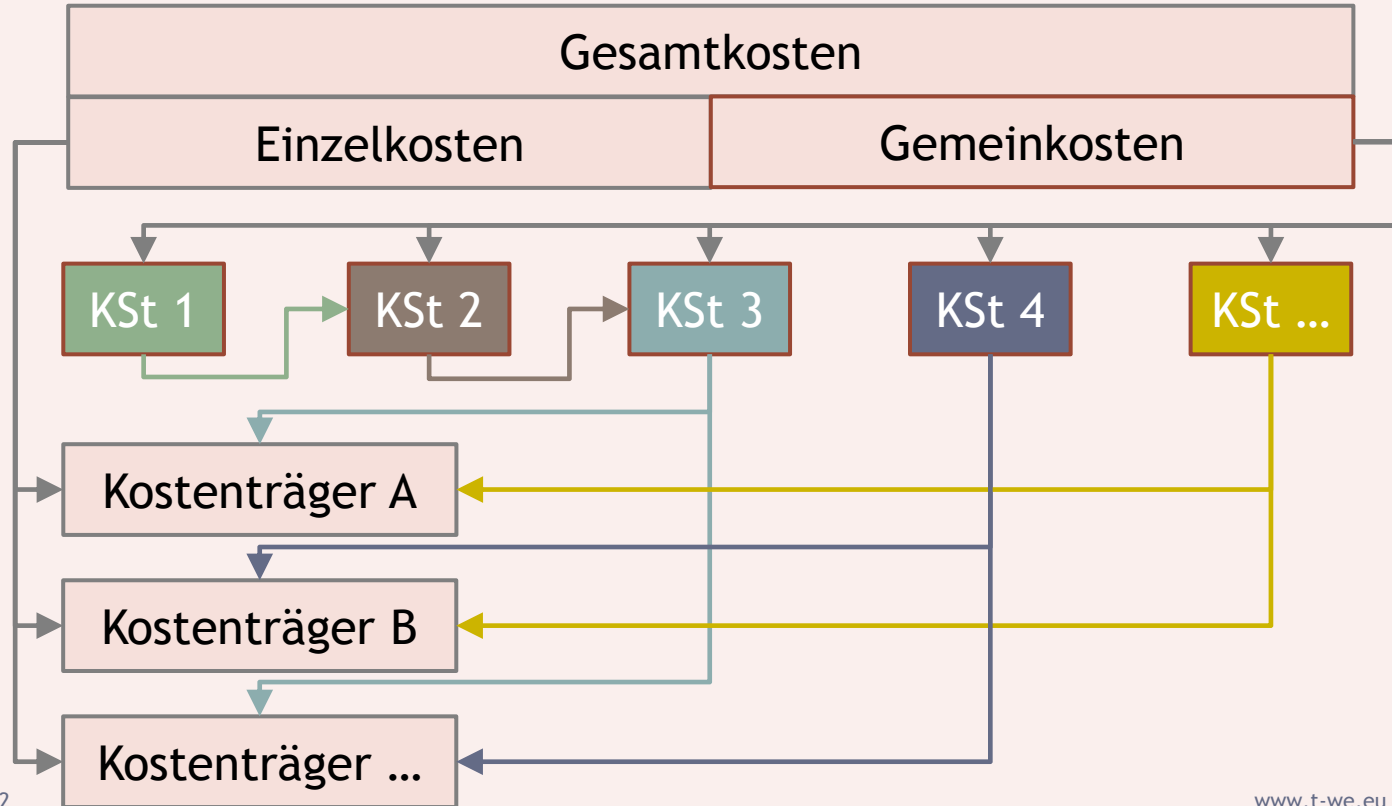 Gesamtkosten
Einzelkosten
Gemeinkosten
KSt 1
KSt 2
KSt 3
KSt 4
KSt …
Kostenträger A
Kostenträger B
Kostenträger …
2
www.t-we.eu